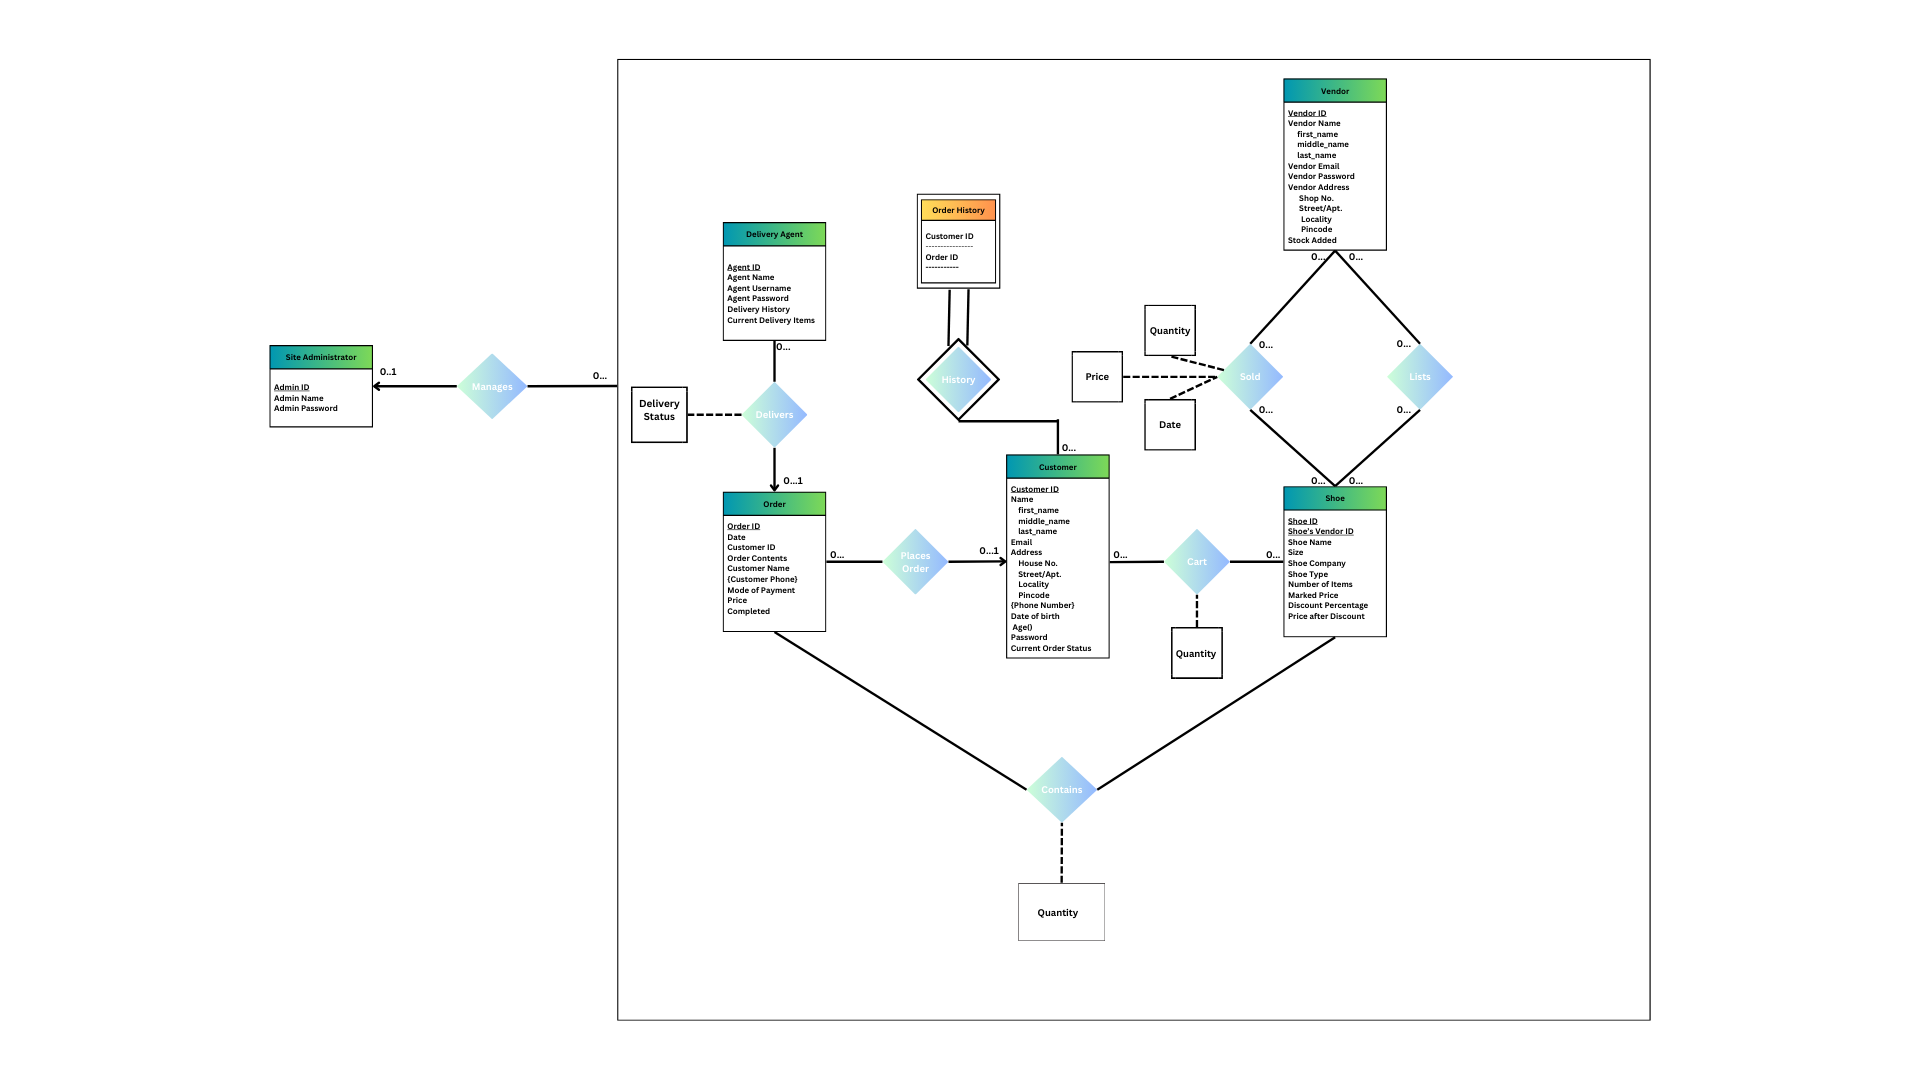 Site Administrator
Admin ID
Admin Name
Admin Password
0..1
Manages
0...
Delivery Agent
Agent ID
Agent Name
Agent Username
Agent Password
Delivery History
Current Delivery Items
0...
Delivery
Status
Delivers
0...1
Order
Order ID
Date
Customer ID
Order Contents
Customer Name
{Customer Phone}
Mode of Payment
Price
Completed
0...
Places
Order
0...1
Order History
Customer ID
----------------
Order ID
-----------
History
0...
Customer
Customer ID
Name
first_name
middle_name
last_name
Email
Address
House No.
Street/Apt.
Locality
Pincode
{Phone Number}
Date of birth
Age()
Password
Current Order Status
0...
Cart
0...
Quantity
Vendor
Vendor ID
Vendor Name
first_name
middle_name
last_name
Vendor Email
Vendor Password
Vendor Address
Shop No.
Street/Apt.
Locality
Pincode
Stock Added
0...
0...
Quantity
Price
Date
0...
Sold
0...
0...
Lists
0...
0...
0...
Shoe
Shoe ID
Shoe's Vendor ID
Shoe Name
Size
Shoe Company
Shoe Type
Number of Items
Marked Price
Discount Percentage
Price after Discount
Contains
Quantity